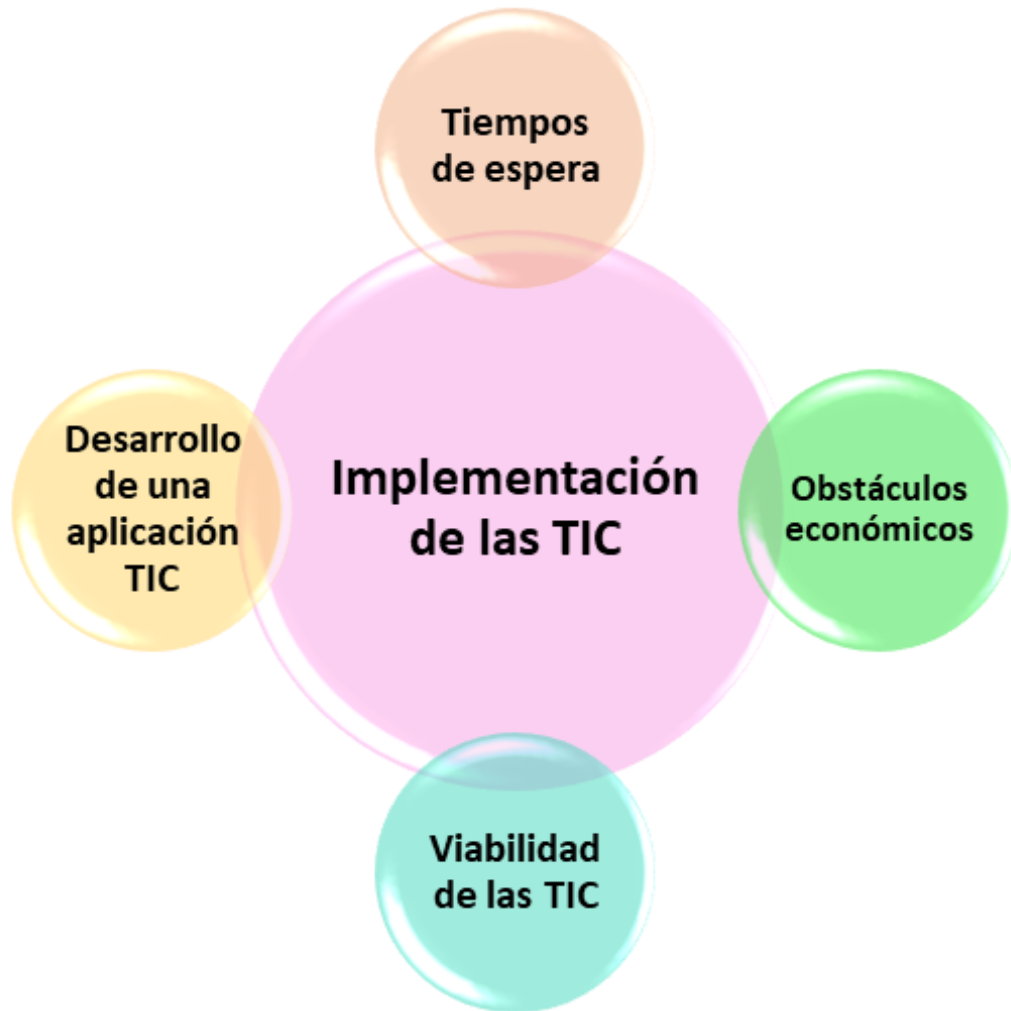 Tiempos
de espera
Desarrollo
de una
aplicación
TIC
Implementación
de las TIC
Obstáculos
económicos
Viabilidad
de las TIC